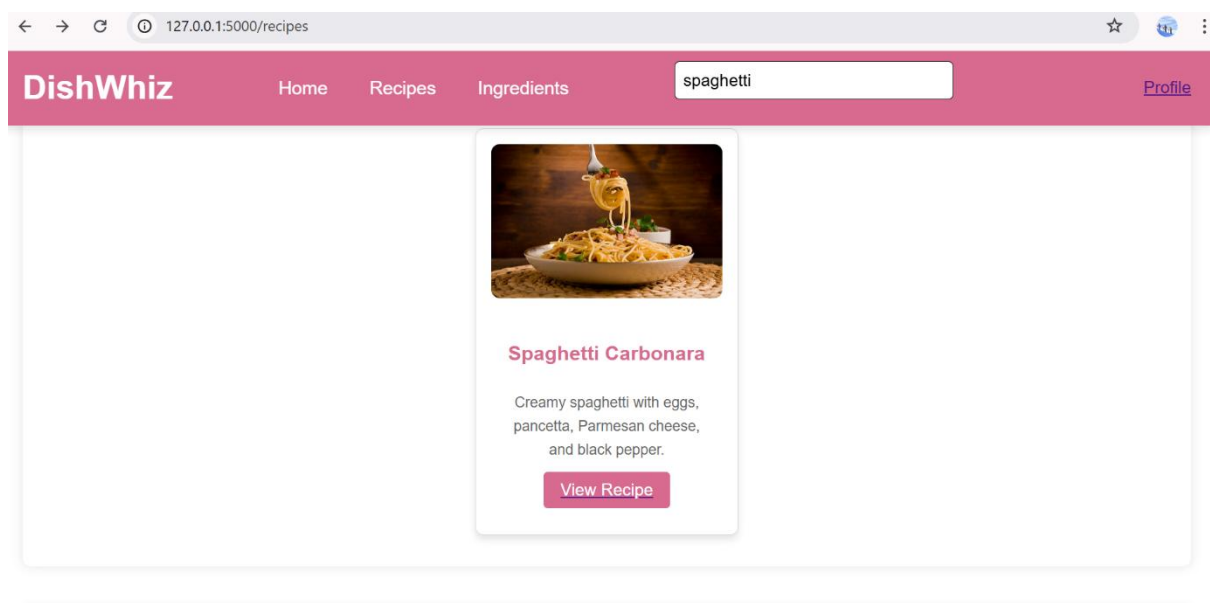 127.0.0.1:5000/recipes
DishWhiz Home Recipes Ingredients spaghetti Profile
Spaghetti Carbonara
Creamy spaghetti with eggs,
pancetta, Parmesan cheese,
and black pepper.
View Recipe